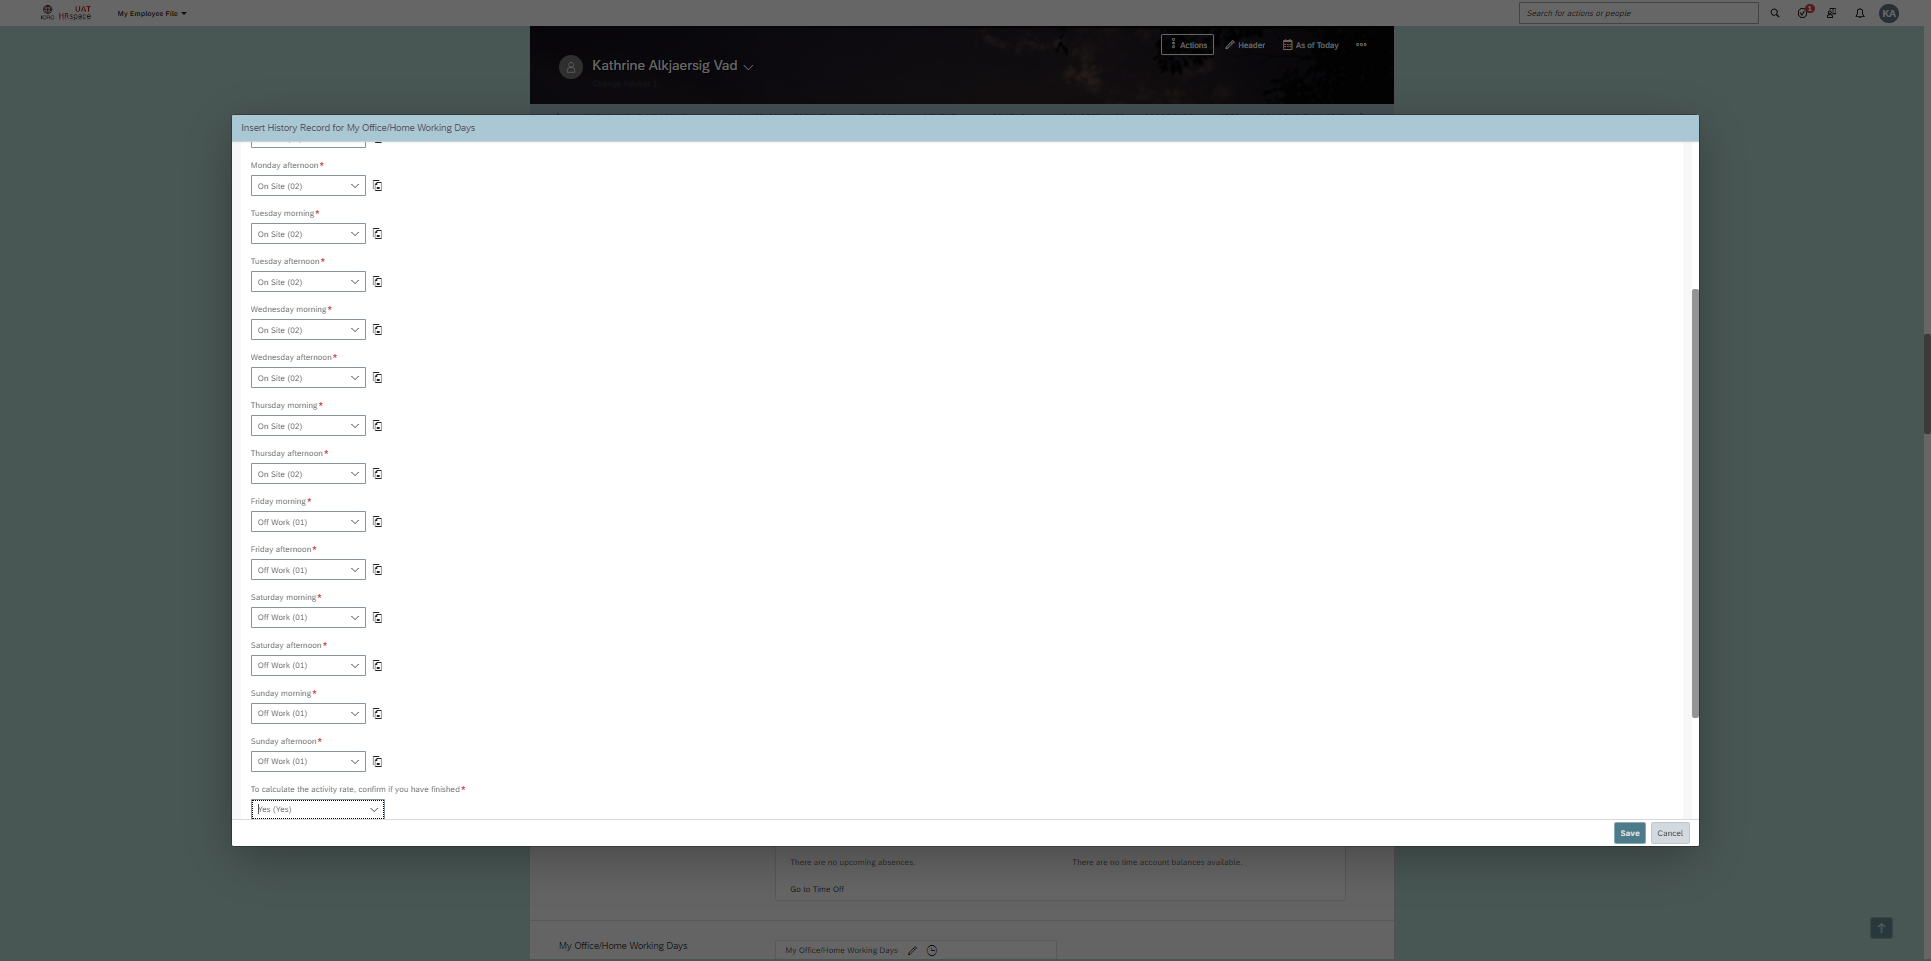 UAT
ICRC HRspace
My Employee File
Search for actions or people
1
KA
Actions
Header
As of Today
Kathrine Alkjaersig Vad
Insert History Record for My Office/Home Working Days
Monday afternoon*
On Site (02)
Tuesday morning*
On Site (02)
Tuesday afternoon*
On Site (02)
Wednesday morning*
On Site (02)
Wednesday afternoon*
On Site (02)
Thursday morning*
On Site (02)
Thursday afternoon*
On Site (02)
Friday morning*
Off Work (01)
Friday afternoon*
Off Work (01)
Saturday morning*
Off Work (01)
Saturday afternoon*
Off Work (01)
Sunday morning*
Off Work (01)
Sunday afternoon*
Off Work (01)
To calculate the activity rate, confirm if you have finished*
Yes (Yes)
Save
Cancel
There are no upcoming absences.
There are no time account balances available.
Go to Time Off
My Office/Home Working Days
My Office/Home Working Days